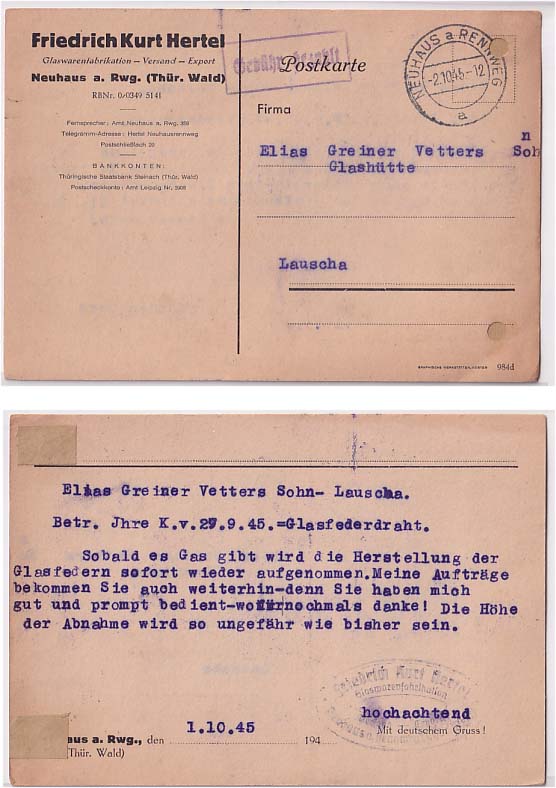 Friedrich Kurt Hertel
Glaswarenfabrikation – Versand – Export
Neuhaus a. Rwg. (Thür. Wald)
RBNr. 0/0349 5141
Fernsprecher: Amt Neuhaus a. Rwg. 359
Telegramm-Adresse: Hertel Neuhausrennweg
Postschließfach 20
BANKKONTEN:
Thüringische Staatsbank Steinach (Thür. Wald)
Postscheckkonto: Amt Leipzig Nr.
Gebühr bezahlt
Postkarte
NEUHAUS a. RENNWEG
-2.10.45-12
a
Firma
n
Elias Greiner Vetters Soh
Glashütte
Lauscha
984d
Elias Greiner Vetters Sohn- Lauscha.
Betr. Jhre K.v.27.9.45.=Glasfederdraht.
Sobald es Gas gibt wird die Herstellung der
Glasfedern sofort wieder aufgenommen.Meine Aufträge
bekommen Sie auch weiterhin-denn Sie haben mich
gut und prompt bedient-wofür nochmals danke! Die Höhe
der Abnahme wird so ungefähr wie bisher sein.
Friedrich Kurt Hertel
Glaswarenfabrikation
hochachtend
1.10.45
haus a. Rwg., den 194
Mit deutschem Gruss!
(Thür. Wald)